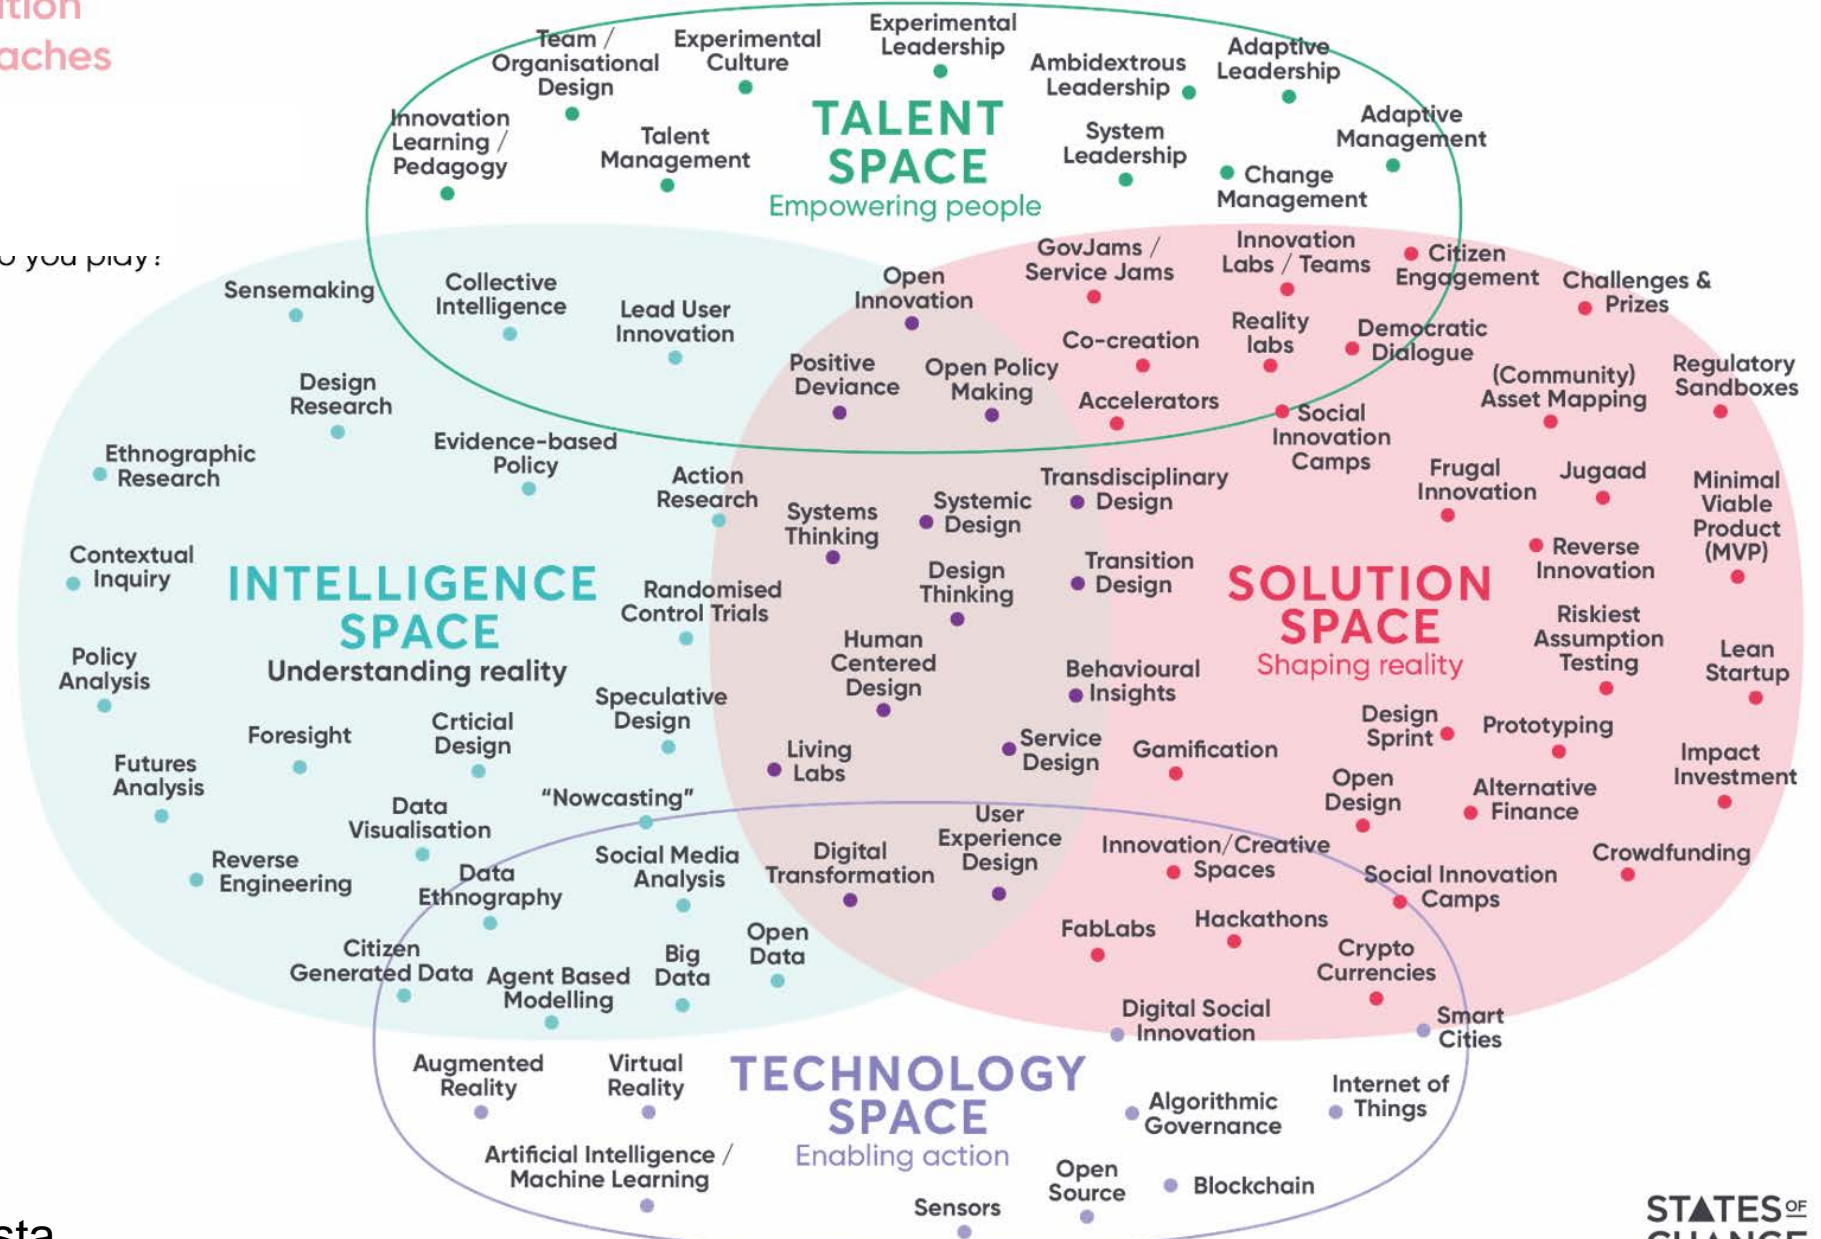 ition
aches
o you play?
Team /
Organisational
Design
Experimental
Culture
Experimental
Leadership
Ambidextrous
Leadership
Adaptive
Leadership
Innovation
Learning /
Pedagogy
Talent
Management
TALENT
SPACE
Empowering people
System
Leadership
Adaptive
Management
Change
Management
Sensemaking
Collective
Intelligence
Lead User
Innovation
Open
Innovation
GovJams /
Service Jams
Innovation
Labs / Teams
Citizen
Engagement
Challenges &
Prizes
Positive
Deviance
Open Policy
Making
Co-creation
Reality
labs
Democratic
Dialogue
Accelerators
Social
Innovation
Camps
(Community)
Asset Mapping
Regulatory
Sandboxes
Design
Research
Ethnographic
Research
Evidence-based
Policy
Action
Research
Systems
Thinking
Systemic
Design
Transdisciplinary
Design
Frugal
Innovation
Jugaad
Minimal
Viable
Product
(MVP)
Contextual
Inquiry
INTELLIGENCE
SPACE
Understanding reality
Randomised
Control Trials
Design
Thinking
Transition
Design
SOLUTION
SPACE
Shaping reality
Reverse
Innovation
Riskiest
Assumption
Testing
Lean
Startup
Policy
Analysis
Human
Centered
Design
Behavioural
Insights
Speculative
Design
Foresight
Crticial
Design
Futures
Analysis
Living
Labs
Service
Design
Gamification
Design
Sprint
Prototyping
Impact
Investment
Open
Design
Alternative
Finance
Data
Visualisation
“Nowcasting”
Reverse
Engineering
Data
Ethnography
Social Media
Analysis
Digital
Transformation
User
Experience
Design
Innovation/Creative
Spaces
Social Innovation
Camps
Crowdfunding
Citizen
Generated Data
Agent Based
Modelling
Big
Data
Open
Data
FabLabs
Hackathons
Crypto
Currencies
Digital Social
Innovation
Smart
Cities
Augmented
Reality
Virtual
Reality
TECHNOLOGY
SPACE
Enabling action
Algorithmic
Governance
Internet of
Things
Artificial Intelligence /
Machine Learning
Sensors
Open
Source
Blockchain
sta
STATES OF
CHANGE